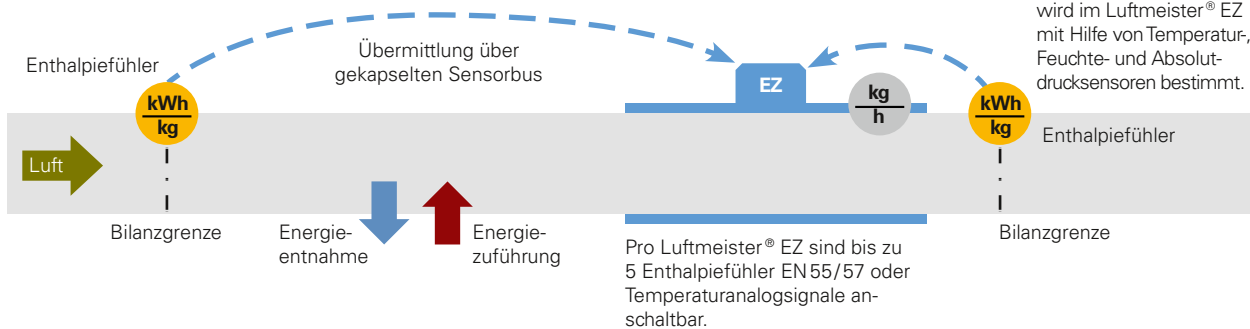 wird im Luftmeister® EZ
mit Hilfe von Temperatur-,
Feuchte- und Absolut-
drucksensoren bestimmt.
Übermittlung über
gekapselten Sensorbus
Enthalpiefühler
EZ
kWh
kg
kg
h
kWh
kg
Enthalpiefühler
Luft
Bilanzgrenze
Energie-
entnahme
Energie-
zuführung
Bilanzgrenze
Pro Luftmeister® EZ sind bis zu
5 Enthalpiefühler EN 55/57 oder
Temperaturanalogsignale an-
schaltbar.